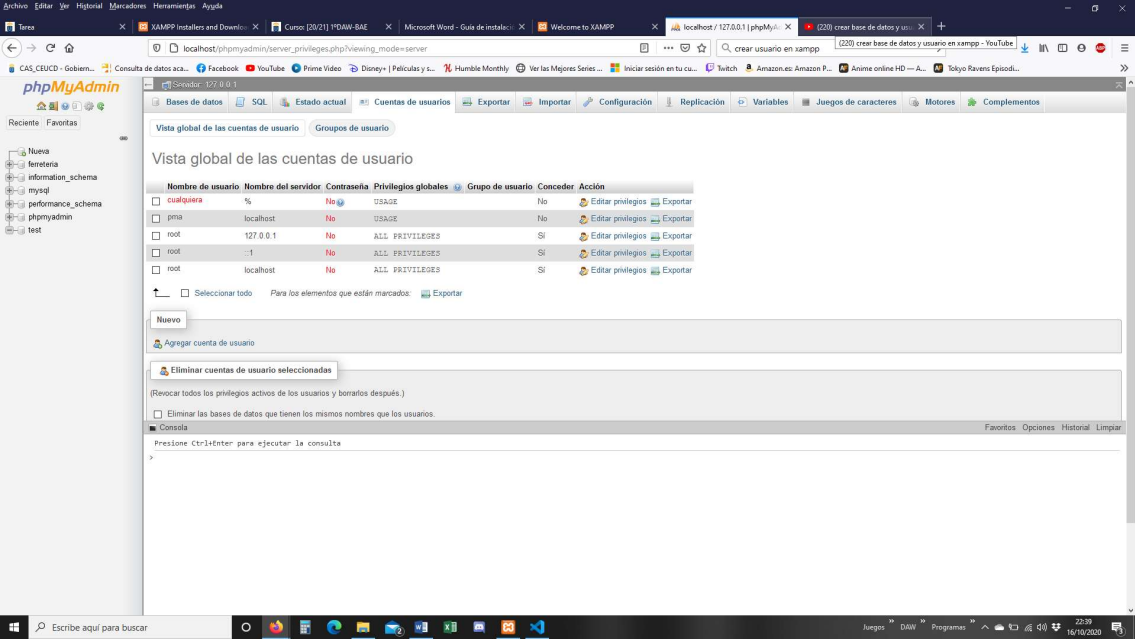 Archivo Editar Ver Historial Marcadores Herramientas Ayuda
Tarea
XAMPP Installers and Downloa
Curso: [20/21] 1ºDAW-BAE
Microsoft Word - Guía de instalaci
Welcome to XAMPP
localhost / 127.0.0.1 | phpMyA
(220) crear base de datos y usu
localhost/phpmyadmin/server_privileges.php?viewing_mode=server
crear usuario en xampp
(220) crear base de datos y usuario en xampp - YouTube
ABP
CAS_CEUCD - Gobiern...
Consulta de datos aca...
Facebook
YouTube
Prime Video
Disney+ | Películas y s...
Humble Monthly
Ver las Mejores Series ...
Iniciar sesión en tu cu...
Twitch
Amazon.es: Amazon P...
Anime online HD — A...
Tokyo Ravens Episodi...
phpMyAdmin
Reciente Favoritas
Nueva
ferreteria
information_schema
mysql
performance_schema
phpmyadmin
test
Servidor: 127.0.0.1
Bases de datos SQL Estado actual Cuentas de usuarios Exportar Importar Configuración Replicación Variables Juegos de caracteres Motores Complementos
Vista global de las cuentas de usuario Groupos de usuario
Vista global de las cuentas de usuario
Nombre de usuario Nombre del servidor Contraseña Privilegios globales Grupo de usuario Conceder Acción
cualquiera % No USAGE No Editar privilegios Exportar
pma localhost No USAGE No Editar privilegios Exportar
root 127.0.0.1 No ALL PRIVILEGES Sí Editar privilegios Exportar
root ::1 No ALL PRIVILEGES Sí Editar privilegios Exportar
root localhost No ALL PRIVILEGES Sí Editar privilegios Exportar
Seleccionar todo Para los elementos que están marcados: Exportar
Nuevo
Agregar cuenta de usuario
Eliminar cuentas de usuario seleccionadas
(Revocar todos los privilegios activos de los usuarios y borrarlos después.)
Eliminar las bases de datos que tienen los mismos nombres que los usuarios.
Consola Favoritos Opciones Historial Limpiar
Presione Ctrl+Enter para ejecutar la consulta
>
Escribe aquí para buscar
Juegos » DAW » Programas »
22:39
16/10/2020